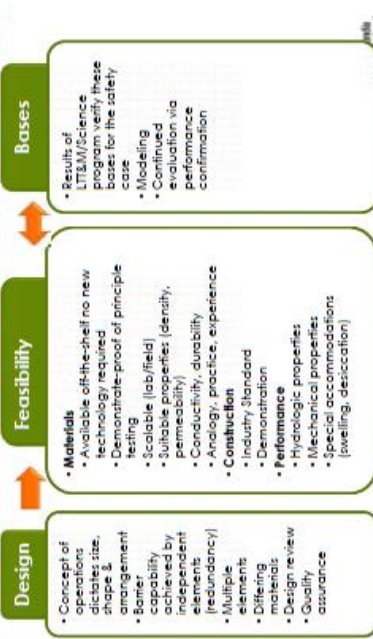 Design
• Concept of
operations
dictates size,
shape &
arrangement
• Barrier
capability
achieved by
independent
elements
(redundancy)
• Multiple
elements
• Differing
materials
• Design review
• Quality
assurance
Feasibility
• Materials
• Available off-the-shelf no new
technology required
• Demonstrate-proof of principle
testing
• Scalable (lab/field)
• Suitable properties (density,
permeability)
• Conductivity, durability
• Analogy, practice, experience
• Construction
• Industry Standard
• Demonstration
• Performance
• Hydrologic properties
• Mechanical properties
• Special accommodations
(swelling, desiccation)
Bases
• Results of
LTT&M/Science
program verify these
bases for the safety
case
• Modeling
• Continued
evaluation via
performance
confirmation